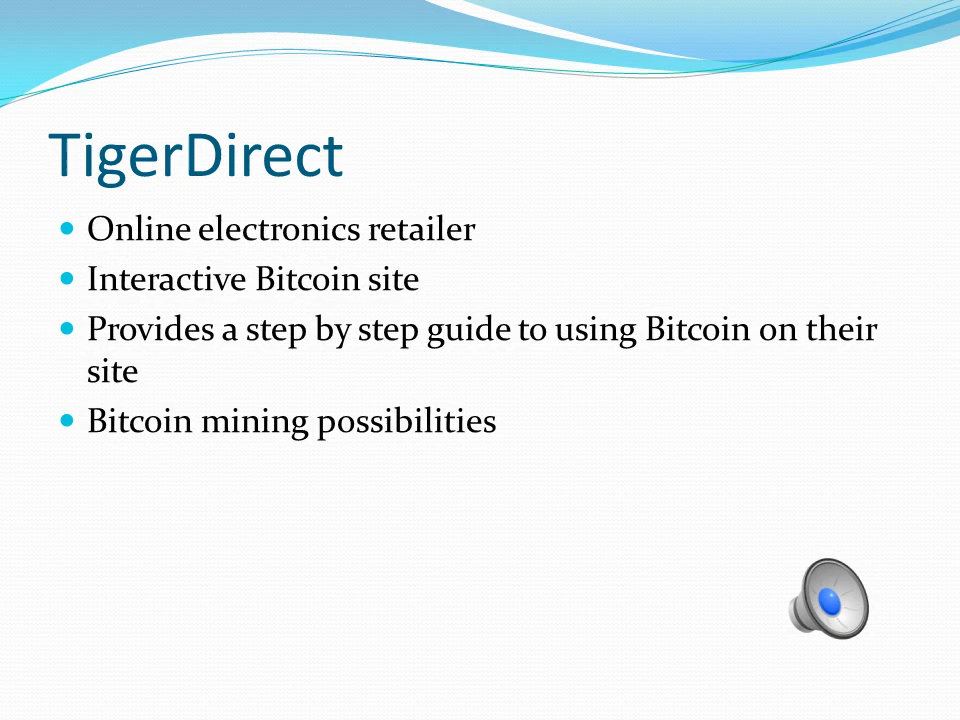 TigerDirect
Online electronics retailer
Interactive Bitcoin site
Provides a step by step guide to using Bitcoin on their
site
Bitcoin mining possibilities